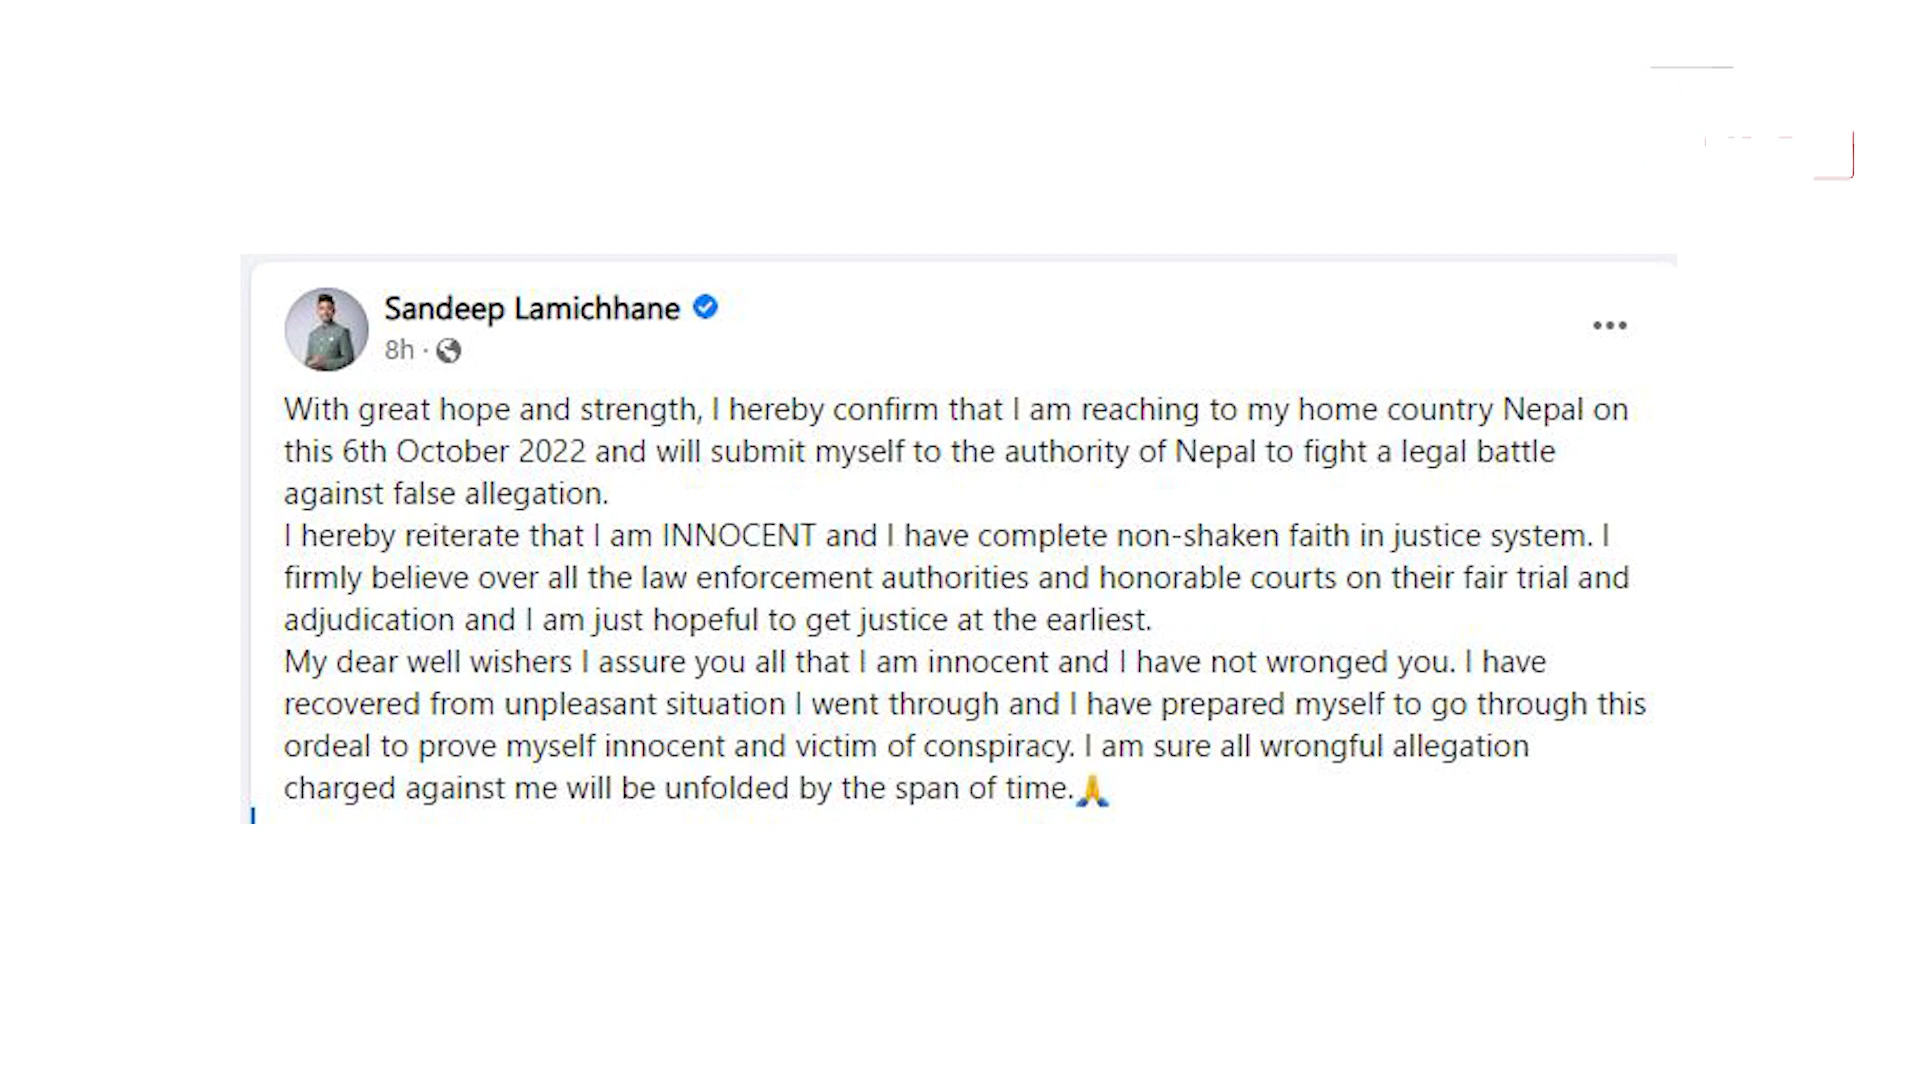 Sandeep Lamichhane
8h ·
With great hope and strength, I hereby confirm that I am reaching to my home country Nepal on
this 6th October 2022 and will submit myself to the authority of Nepal to fight a legal battle
against false allegation.
I hereby reiterate that I am INNOCENT and I have complete non-shaken faith in justice system. I
firmly believe over all the law enforcement authorities and honorable courts on their fair trial and
adjudication and I am just hopeful to get justice at the earliest.
My dear well wishers I assure you all that I am innocent and I have not wronged you. I have
recovered from unpleasant situation I went through and I have prepared myself to go through this
ordeal to prove myself innocent and victim of conspiracy. I am sure all wrongful allegation
charged against me will be unfolded by the span of time.🙏